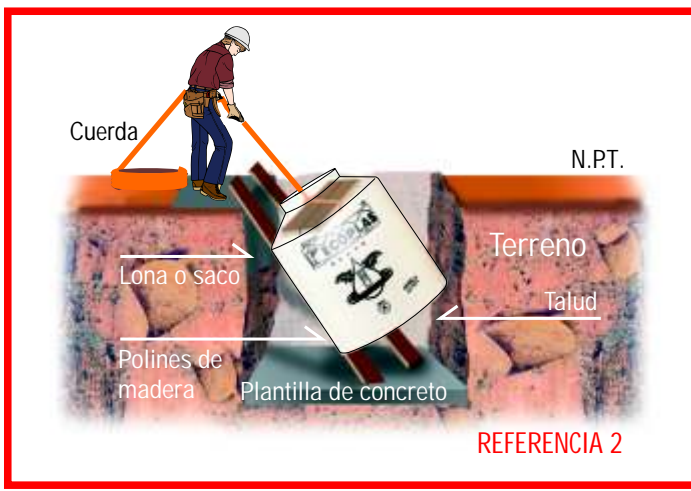 Cuerda
N.P.T.
Terreno
Lona o saco
Talud
Polines de
madera
Plantilla de concreto
REFERENCIA 2